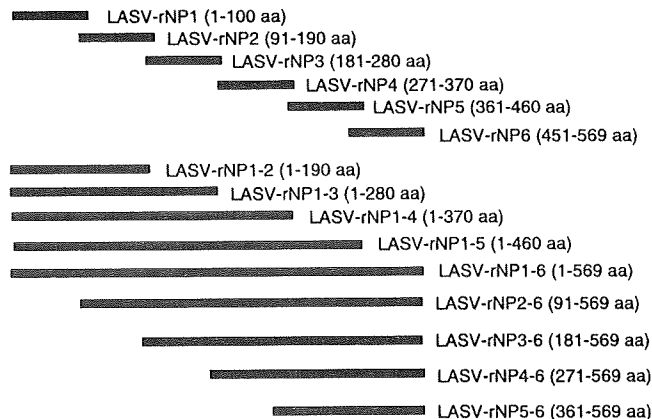 LASV-rNP1 (1-100 aa)
LASV-rNP2 (91-190 aa)
LASV-rNP3 (181-280 aa)
LASV-rNP4 (271-370 aa)
LASV-rNP5 (361-460 aa)
LASV-rNP6 (451-569 aa)
LASV-rNP1-2 (1-190 aa)
LASV-rNP1-3 (1-280 aa)
LASV-rNP1-4 (1-370 aa)
LASV-rNP1-5 (1-460 aa)
LASV-rNP1-6 (1-569 aa)
LASV-rNP2-6 (91-569 aa)
LASV-rNP3-6 (181-569 aa)
LASV-rNP4-6 (271-569 aa)
LASV-rNP5-6 (361-569 aa)